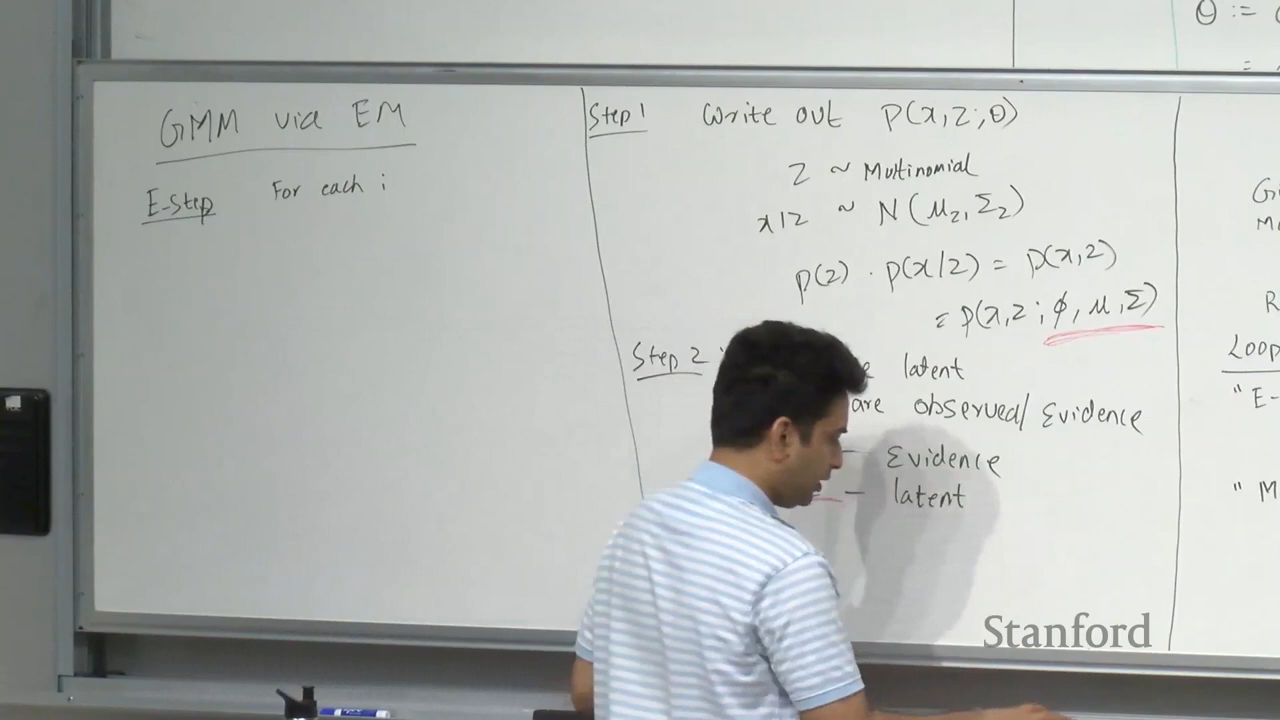 GMM via EM
E-Step For each i
Step 1 Write out P(x,z;θ)
z ~ Multinomial
x|z ~ N(μz, Σz)
p(z) · p(x|z) = p(x,z)
= p(x,z; ϕ, μ, Σ)
Step 2 latent
are observed/ Evidence
— Evidence
— latent
θ :=
=
Loop
" E-
" M
Stanford